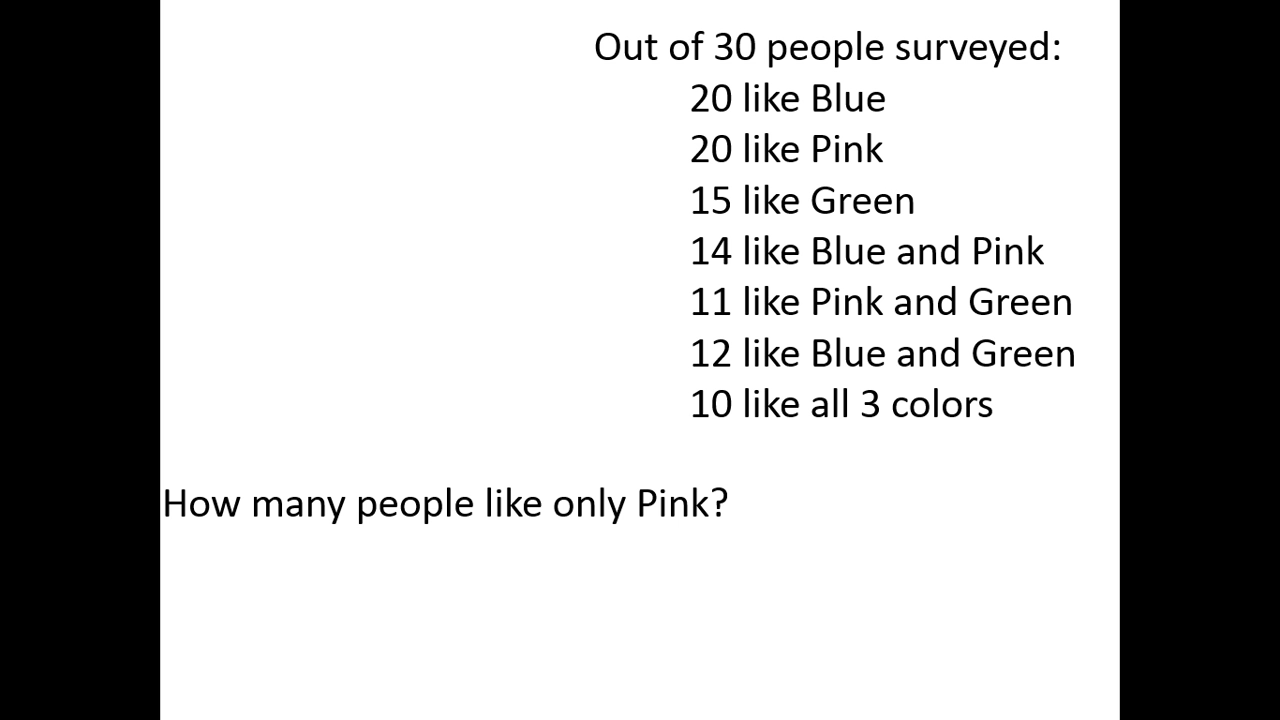 Out of 30 people surveyed:
20 like Blue
20 like Pink
15 like Green
14 like Blue and Pink
11 like Pink and Green
12 like Blue and Green
10 like all 3 colors
How many people like only Pink?